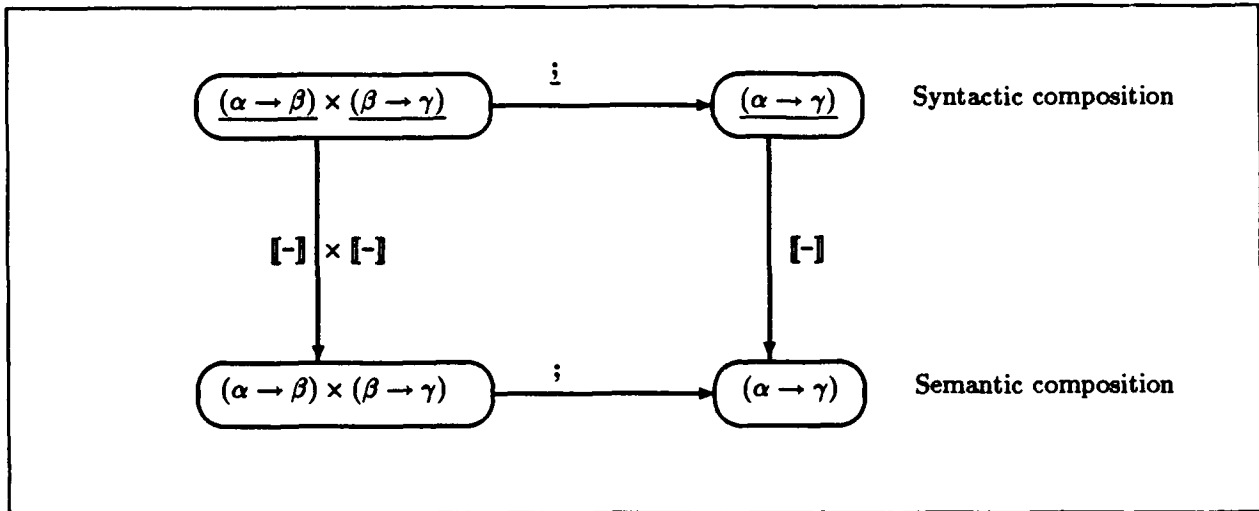 ;
(α → β) × (β → γ) (α → γ) Syntactic composition
⟦-⟧ × ⟦-⟧ ⟦-⟧
;
(α → β) × (β → γ) (α → γ) Semantic composition